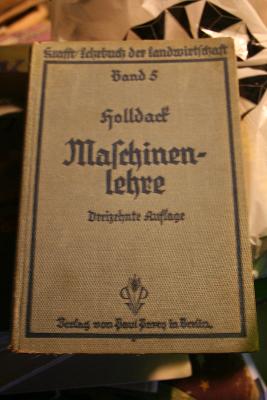 Krafft/Lehrbuch der Landwirtschaft
Band 5
Holldack
Maschinen-
lehre
Dreizehnte Auflage
Verlag von Paul Parey in Berlin